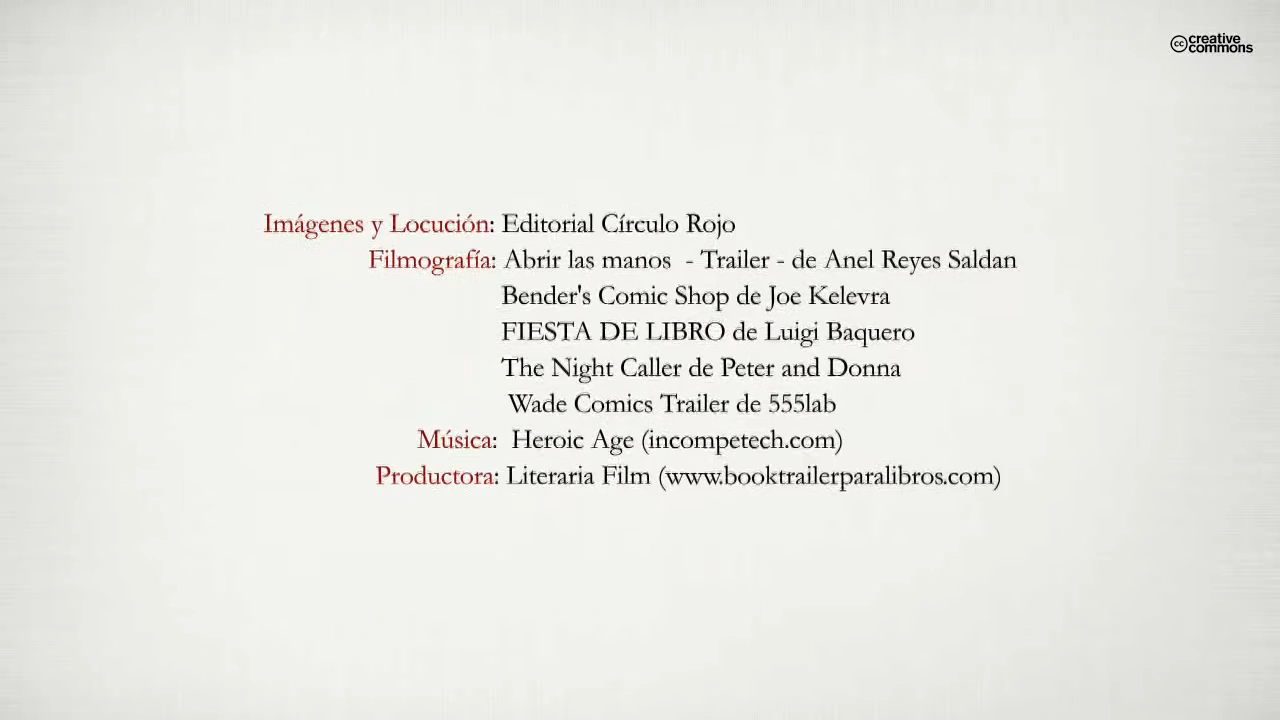 creative
commons
Imágenes y Locución: Editorial Círculo Rojo
Filmografía: Abrir las manos - Trailer - de Anel Reyes Saldan
Bender's Comic Shop de Joe Kelevra
FIESTA DE LIBRO de Luigi Baquero
The Night Caller de Peter and Donna
Wade Comics Trailer de 555lab
Música: Heroic Age (incompetech.com)
Productora: Literaria Film (www.booktrailerparalibros.com)